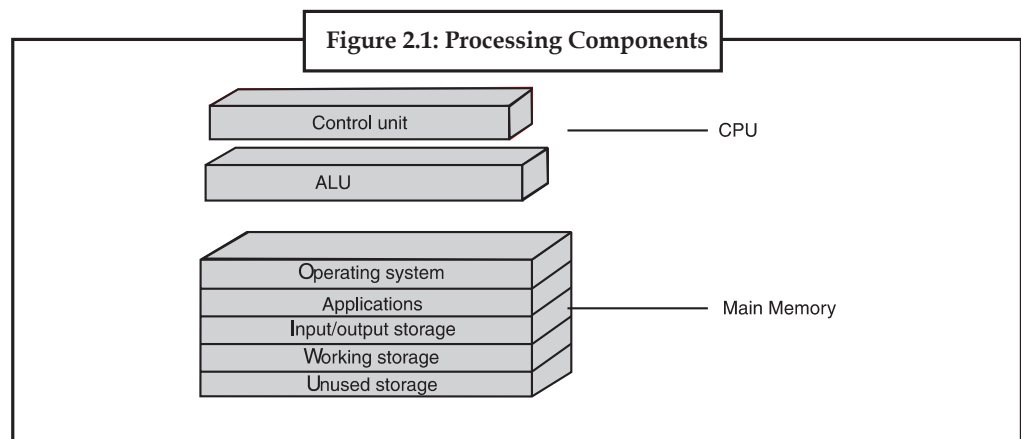 Figure 2.1: Processing Components
Control unit
CPU
ALU
Operating system
Applications
Main Memory
Input/output storage
Working storage
Unused storage